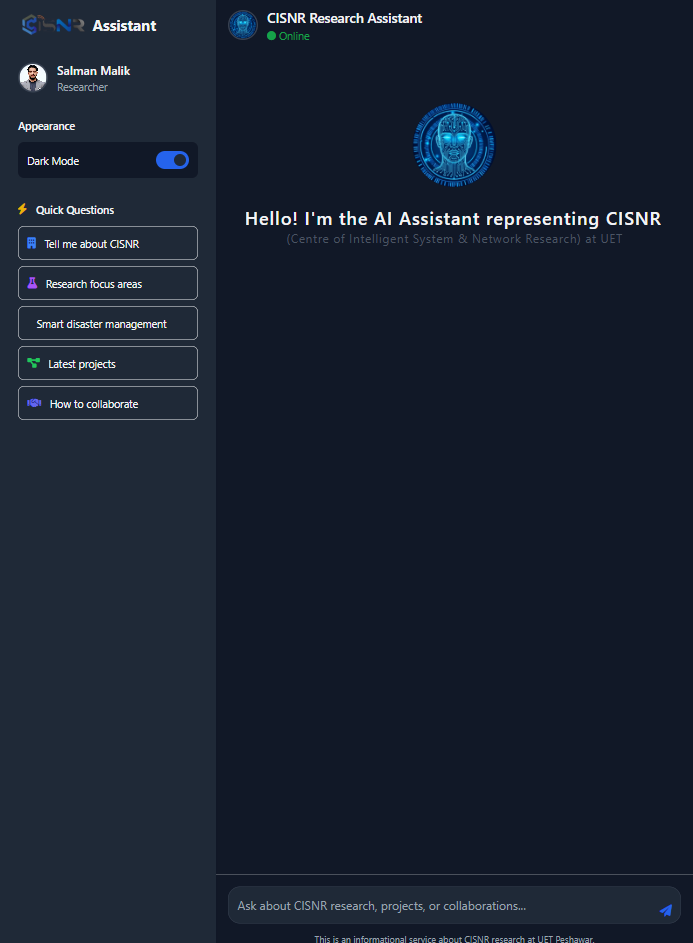 CISNR Assistant
Salman Malik
Researcher
Appearance
Dark Mode
Quick Questions
Tell me about CISNR
Research focus areas
Smart disaster management
Latest projects
How to collaborate
CISNR Research Assistant
Online
Hello! I'm the AI Assistant representing CISNR
(Centre of Intelligent System & Network Research) at UET
Ask about CISNR research, projects, or collaborations...
This is an informational service about CISNR research at UET Peshawar.